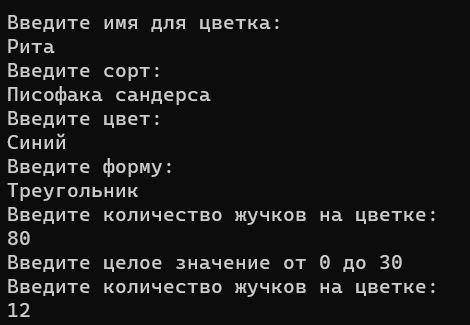 Введите имя для цветка:
Рита
Введите сорт:
Писофака сандерса
Введите цвет:
Синий
Введите форму:
Треугольник
Введите количество жучков на цветке:
80
Введите целое значение от 0 до 30
Введите количество жучков на цветке:
12